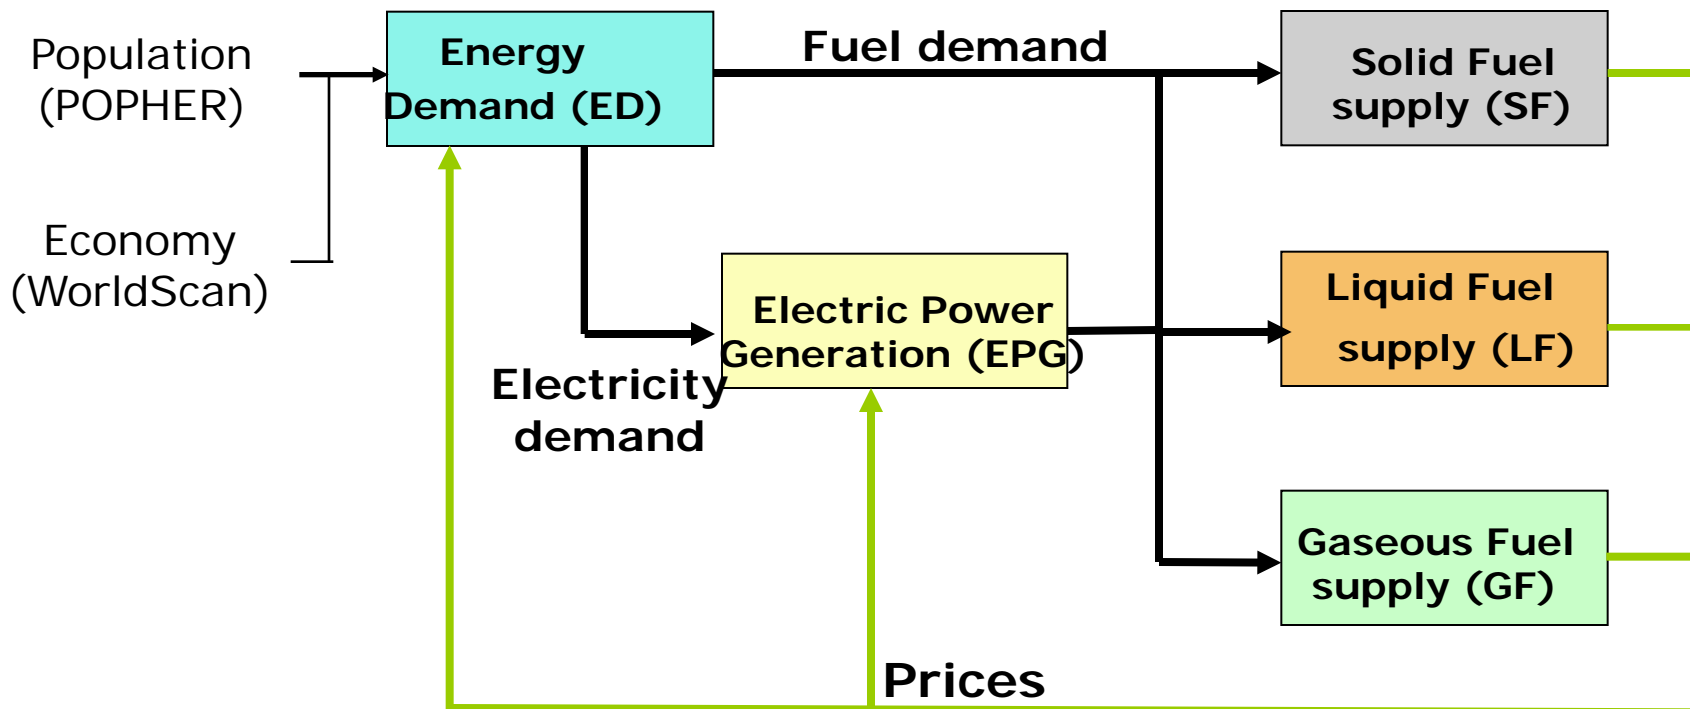 Population
(POPHER)
Energy
Demand (ED)
Fuel demand
Solid Fuel
supply (SF)
Economy
(WorldScan)
Electric Power
Generation (EPG)
Liquid Fuel
supply (LF)
Electricity
demand
Gaseous Fuel
supply (GF)
Prices